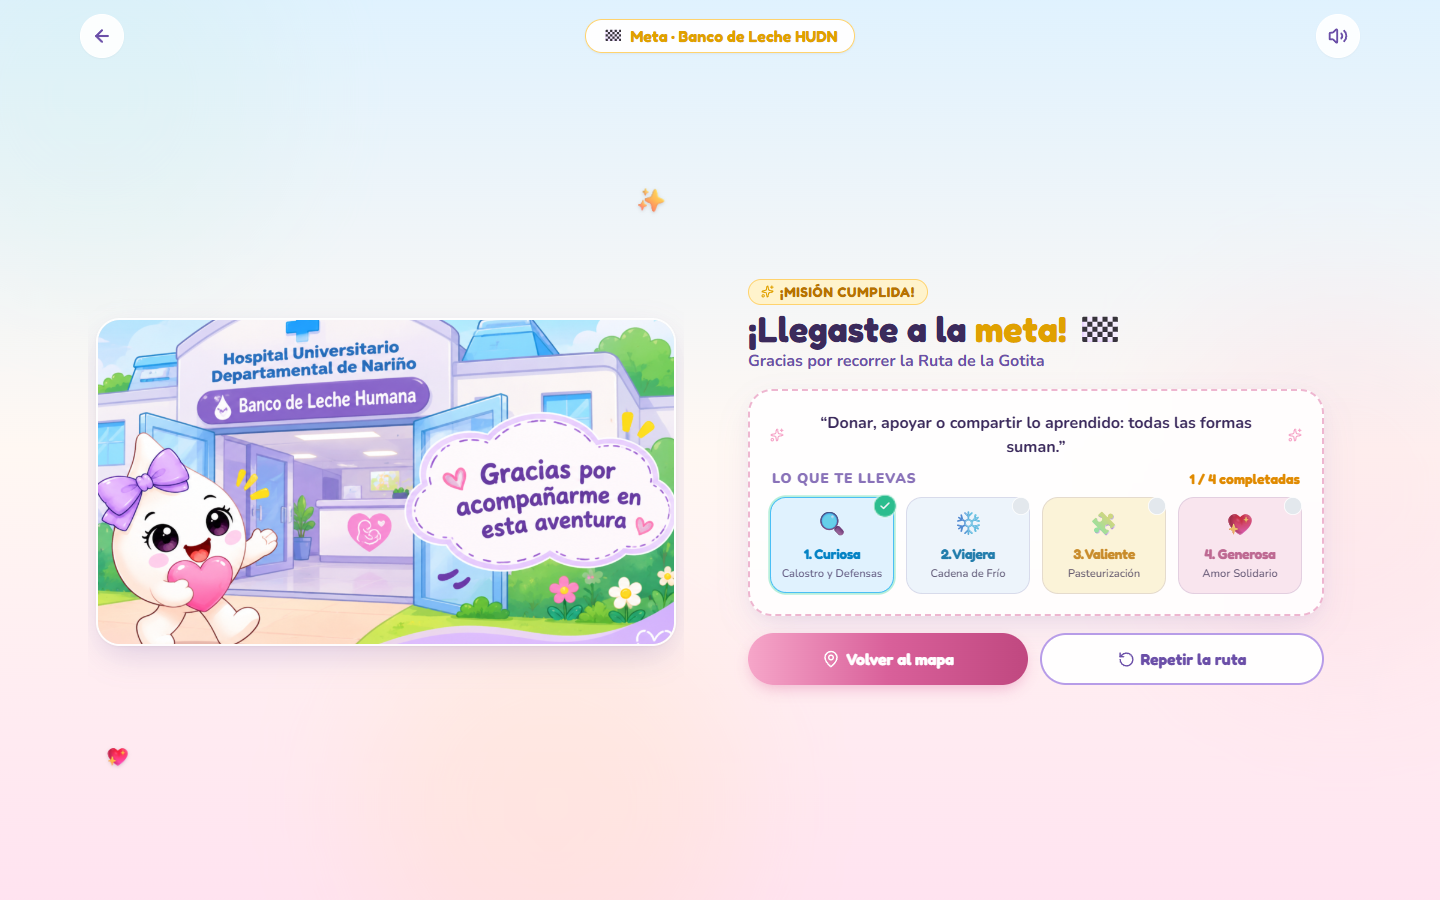 Meta · Banco de Leche HUDN
Hospital Universitario
Departamental de Nariño
Banco de Leche Humana
Gracias por
acompañarme en
esta aventura
¡MISIÓN CUMPLIDA!
¡Llegaste a la meta!
Gracias por recorrer la Ruta de la Gotita
“Donar, apoyar o compartir lo aprendido: todas las formas
suman.”
LO QUE TE LLEVAS
1 / 4 completadas
1. Curiosa
Calostro y Defensas
2. Viajera
Cadena de Frío
3. Valiente
Pasteurización
4. Generosa
Amor Solidario
Volver al mapa
Repetir la ruta